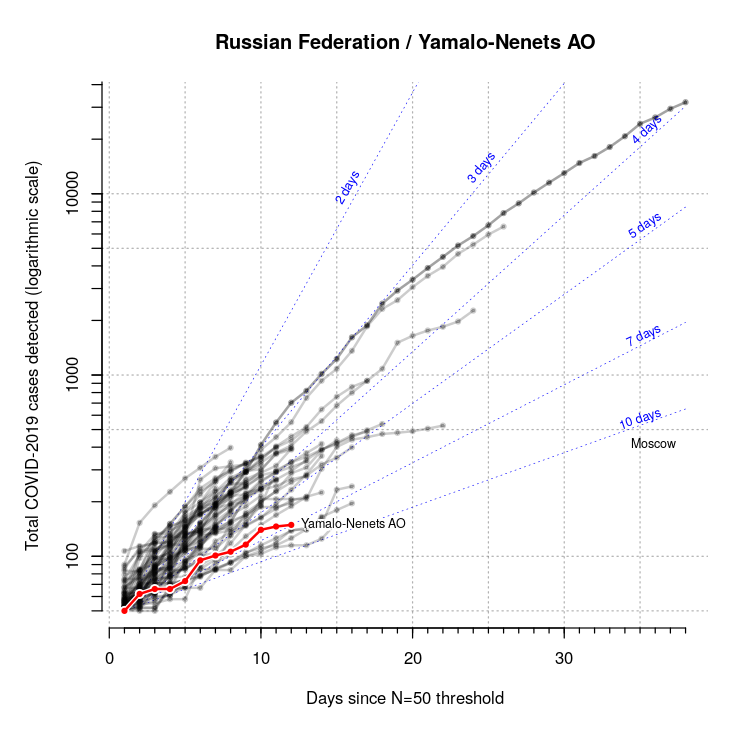 Russian Federation / Yamalo-Nenets AO
Total COVID-2019 cases detected (logarithmic scale)
10000
1000
100
2 days
3 days
4 days
5 days
7 days
10 days
Moscow
Yamalo-Nenets AO
0
10
20
30
Days since N=50 threshold